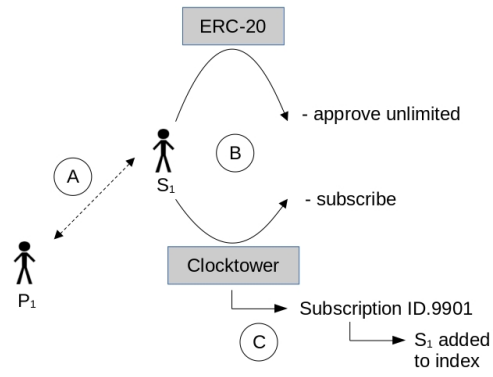 ERC-20
- approve unlimited
A
B
S₁
- subscribe
Clocktower
P₁
Subscription ID.9901
C
S₁ added
to index